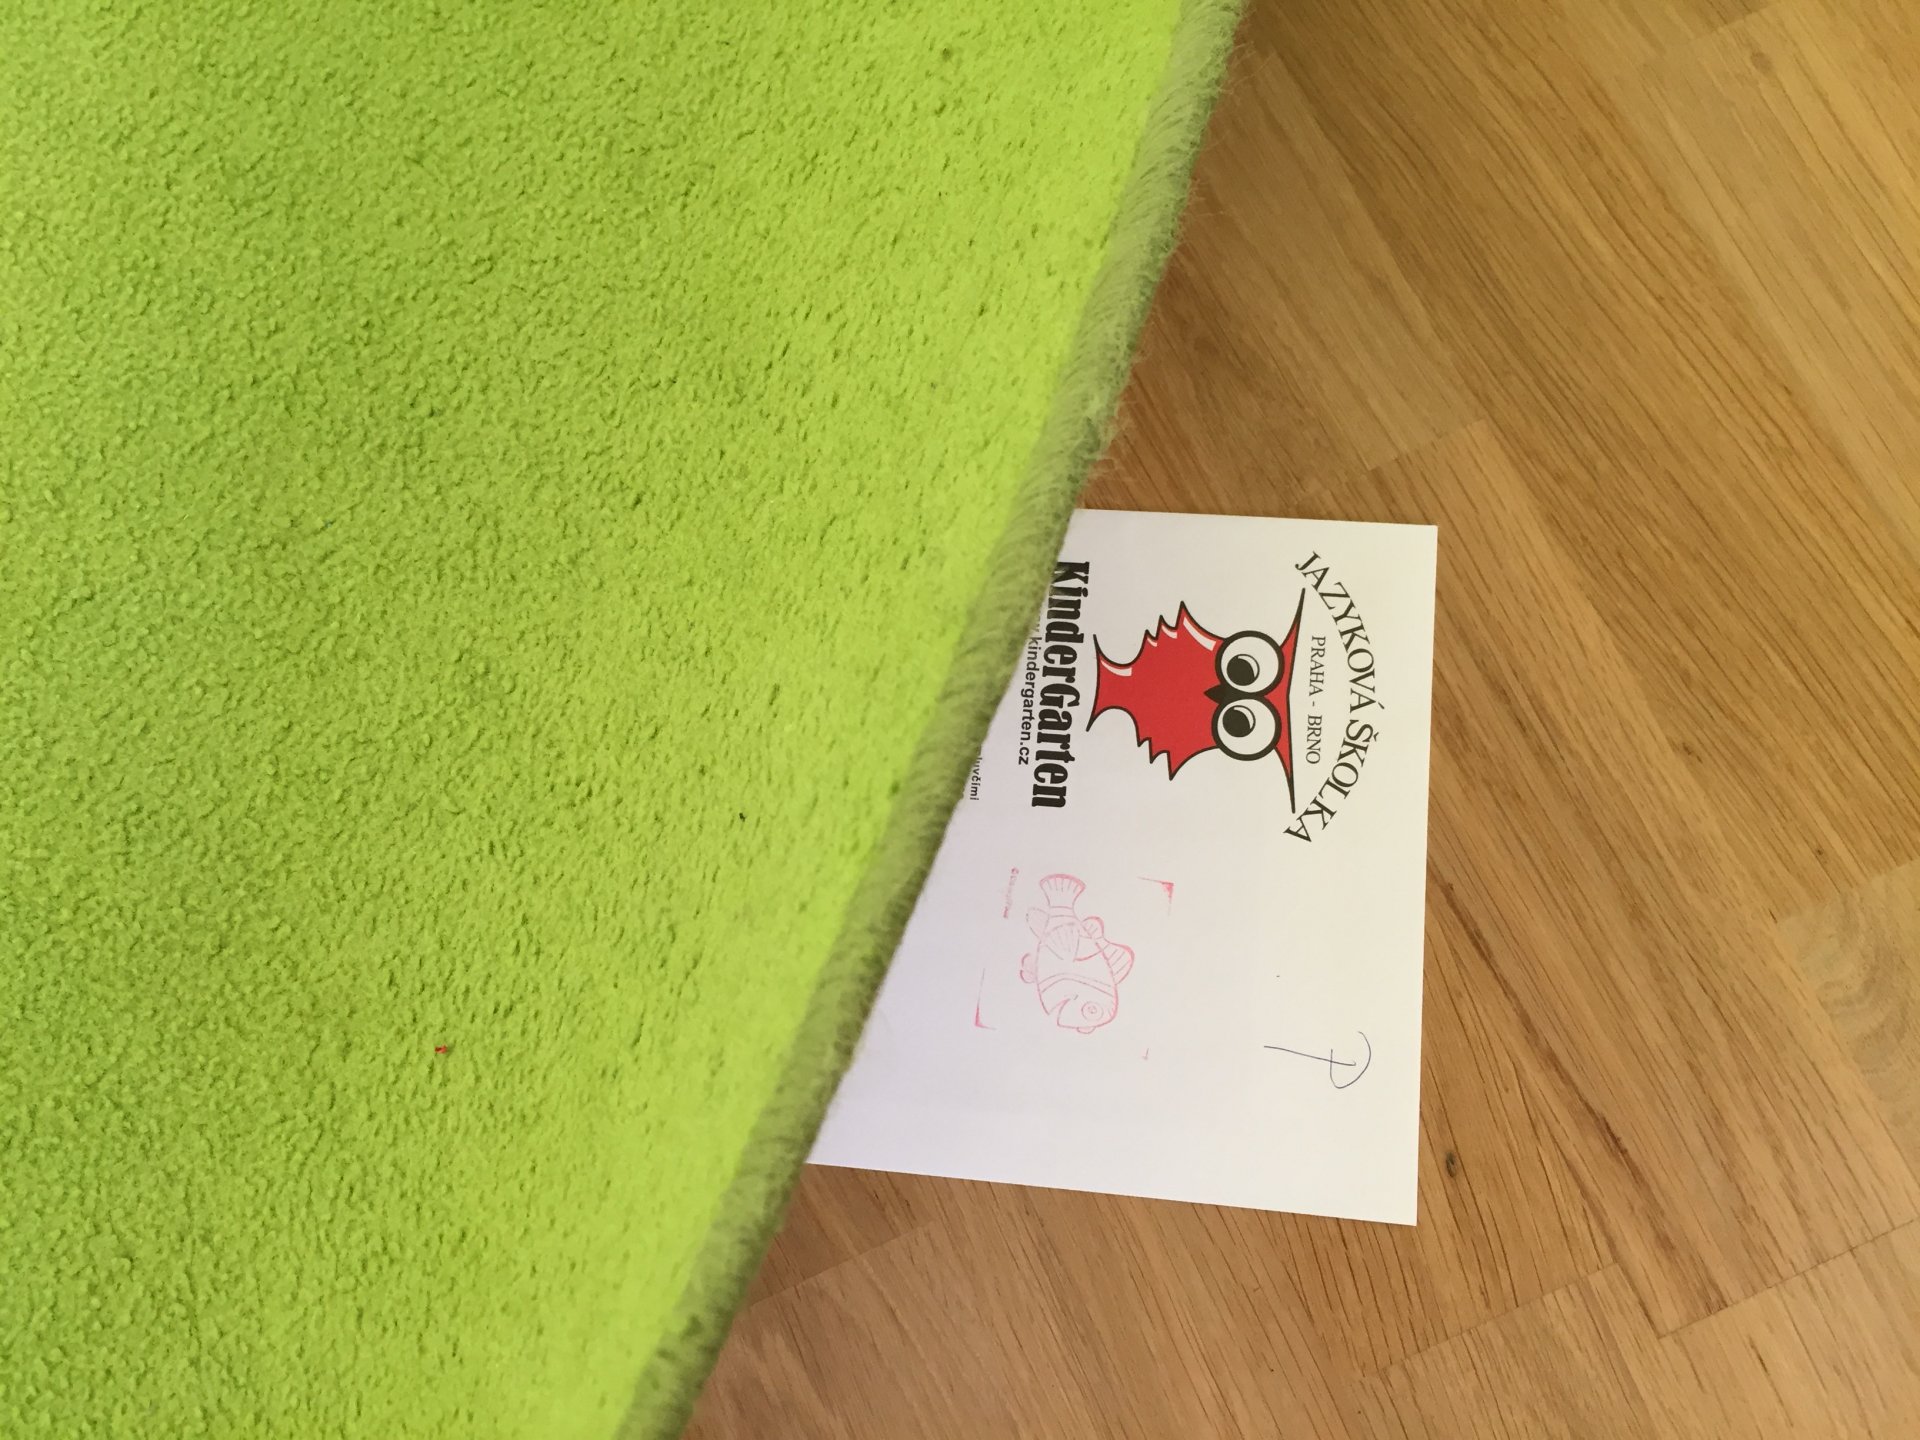 JAZYKOVÁ ŠKOLKA
PRAHA - BRNO
KinderGarten
kindergarten.cz
P